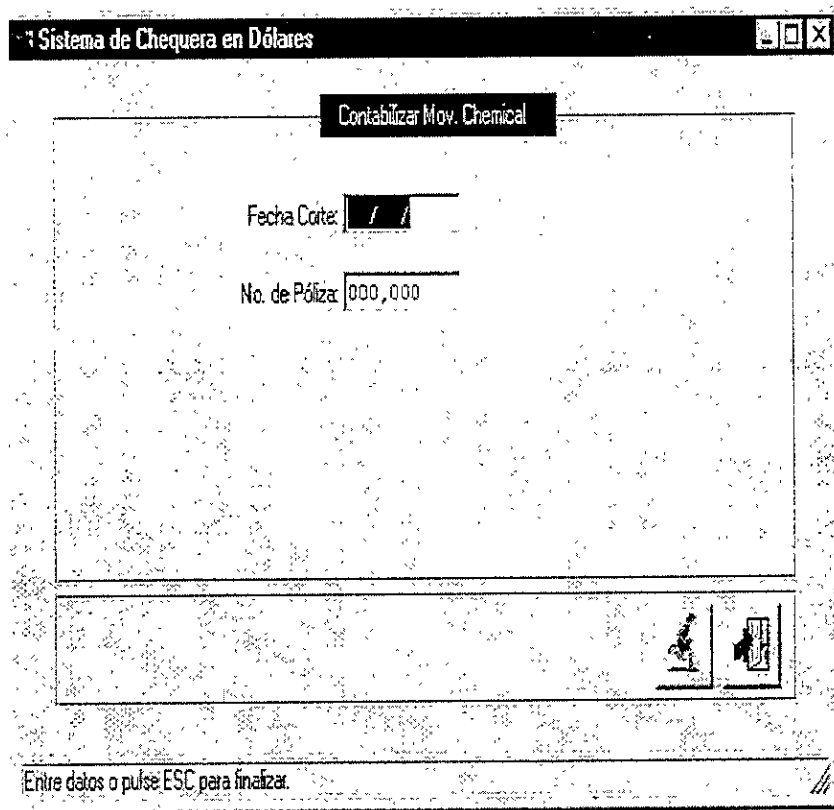 Sistema de Chequera en Dólares
Contabilizar Mov. Chemical
Fecha Corte: / /
No. de Póliza: 000,000
Entre datos o pulse ESC para finalizar.